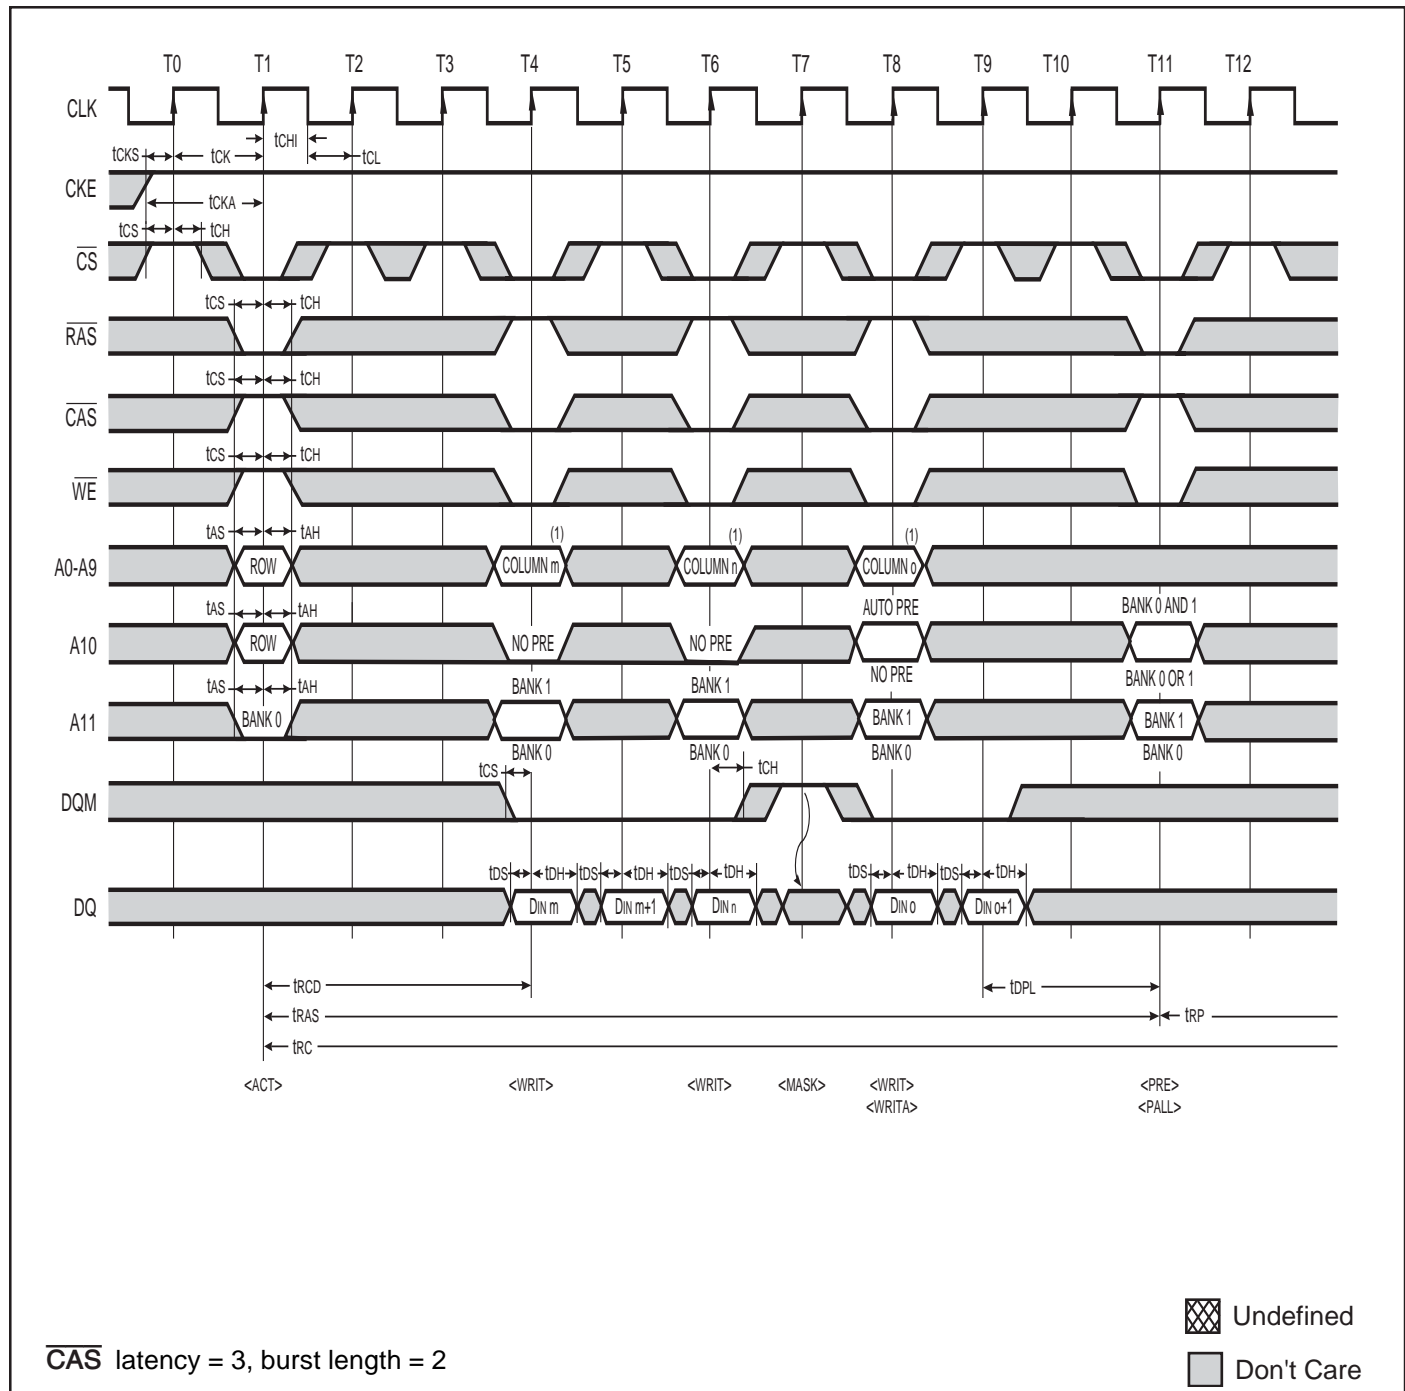 T0 T1 T2 T3 T4 T5 T6 T7 T8 T9 T10 T11 T12
CLK
tCHI
tCKS tCK tCL
CKE
tCKA
tCS tCH
CS
tCS tCH
RAS
tCS tCH
CAS
tCS tCH
WE
tAS tAH (1) (1) (1)
A0-A9 ROW COLUMN m COLUMN n COLUMN o
tAS tAH AUTO PRE BANK 0 AND 1
A10 ROW NO PRE NO PRE
NO PRE BANK 0 OR 1
tAS tAH BANK 1 BANK 1
A11 BANK 0 BANK 1 BANK 1
BANK 0 BANK 0 BANK 0 BANK 0
tCS tCH
DQM
tDS tDH tDS tDH tDS tDH tDS tDH tDS tDH
DQ DIN m DIN m+1 DIN n DIN o DIN o+1
tRCD tDPL
tRAS tRP
tRC
<ACT> <WRIT> <WRIT> <MASK> <WRIT> <PRE>
<WRITA> <PALL>
Undefined
CAS latency = 3, burst length = 2
Don't Care